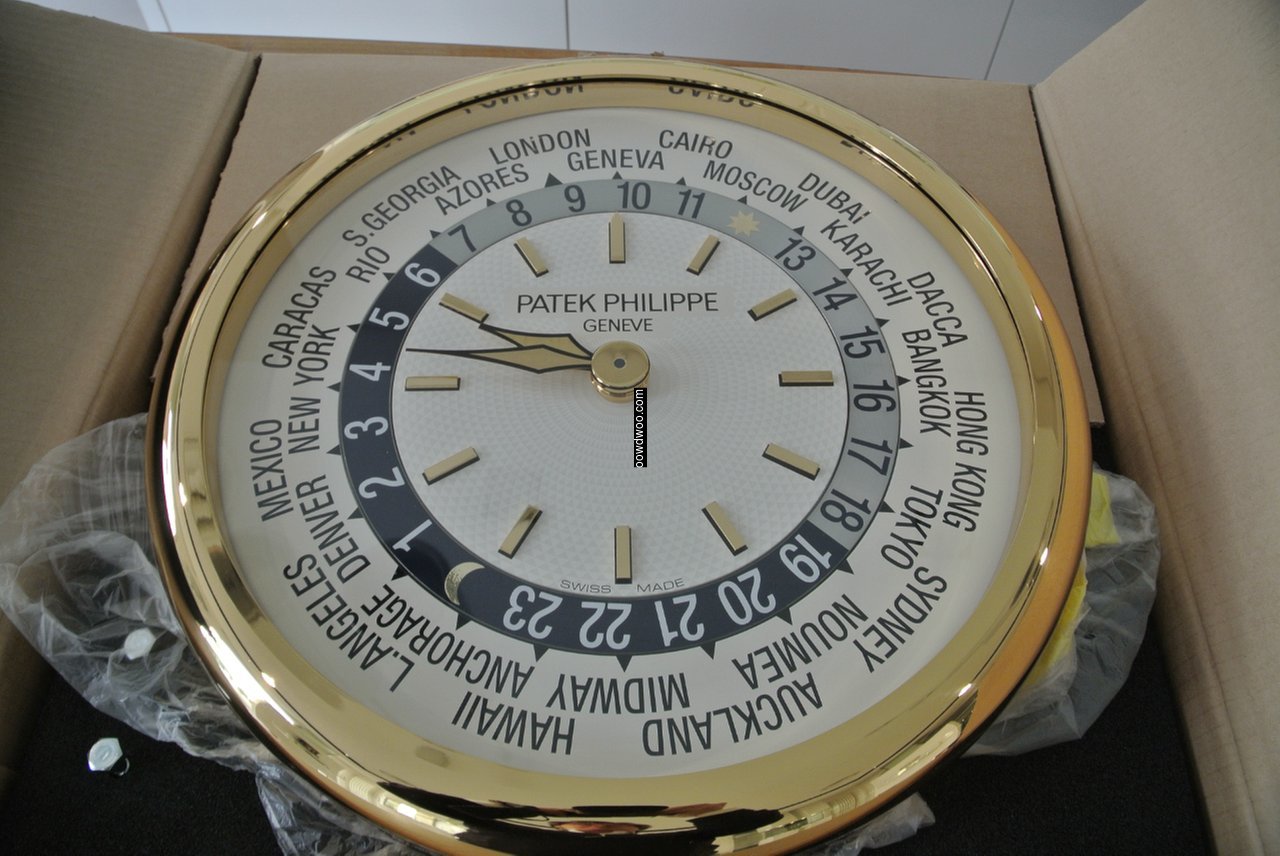 LONDON
CAIRO
GENEVA
MOSCOW
DUBAI
KARACHI
DACCA
BANGKOK
HONG KONG
TOKYO
SYDNEY
NOUMEA
AUCKLAND
MIDWAY
HAWAII
ANCHORAGE
L.ANGELES
DENVER
MEXICO
NEW YORK
CARACAS
RIO
S.GEORGIA
AZORES
10
11
13
14
15
16
17
18
19
20
21
22
23
1
2
3
4
5
6
7
8
9
PATEK PHILIPPE
GENEVE
SWISS MADE
powdwoo.com